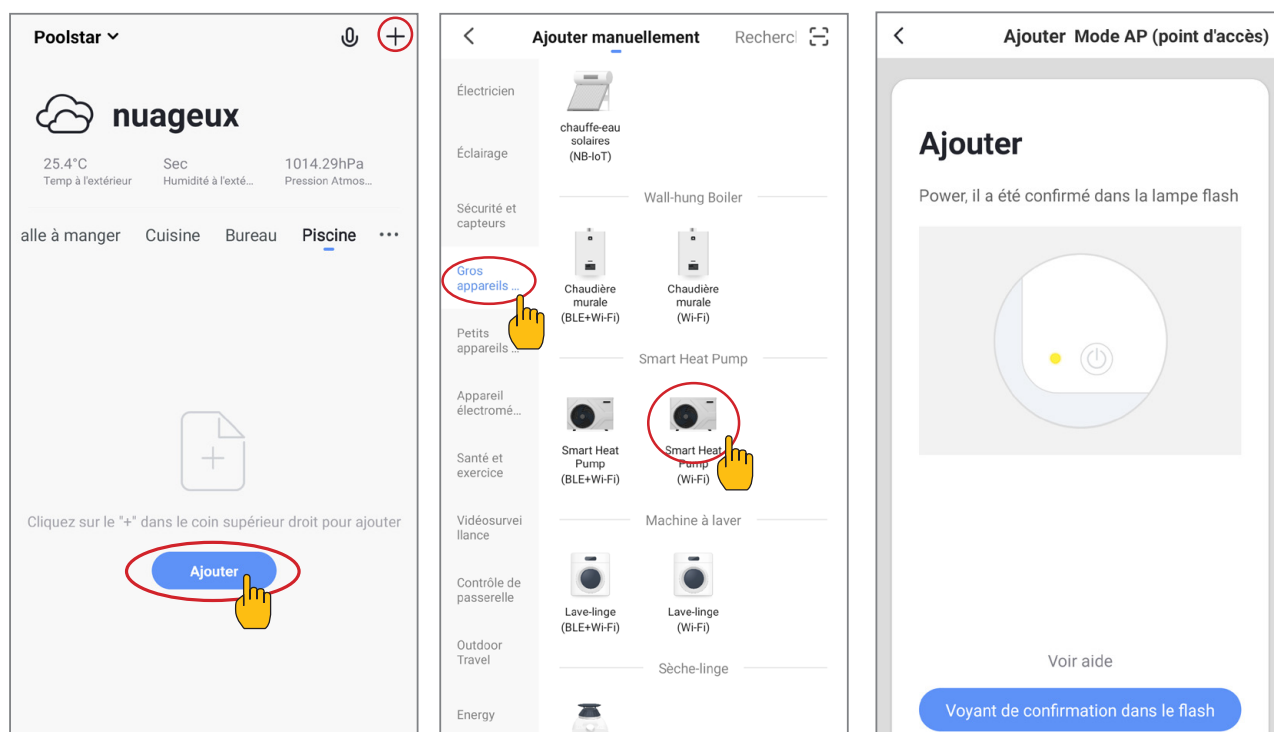 Poolstar
nuageux
25.4°C
Temp à l'extérieur
Sec
Humidité à l'exté...
1014.29hPa
Pression Atmos...
alle à manger Cuisine Bureau Piscine
Cliquez sur le "+" dans le coin supérieur droit pour ajouter
Ajouter
Ajouter manuellement Recherc
Électricien
Éclairage
Sécurité et
capteurs
Gros
appareils ...
Petits
appareils ...
Appareil
électromé...
Santé et
exercice
Vidéosurvei
llance
Contrôle de
passerelle
Outdoor
Travel
Energy
chauffe-eau
solaires
(NB-IoT)
Wall-hung Boiler
Chaudière
murale
(BLE+Wi-Fi)
Chaudière
murale
(Wi-Fi)
Smart Heat Pump
Smart Heat
Pump
(BLE+Wi-Fi)
Smart Heat
Pump
(Wi-Fi)
Machine à laver
Lave-linge
(BLE+Wi-Fi)
Lave-linge
(Wi-Fi)
Sèche-linge
Ajouter Mode AP (point d'accès)
Ajouter
Power, il a été confirmé dans la lampe flash
Voir aide
Voyant de confirmation dans le flash